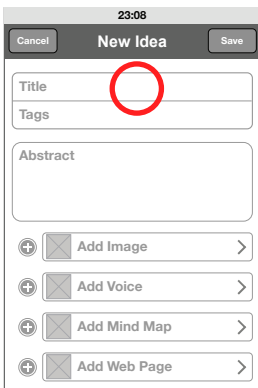 23:08
Cancel New Idea Save
Title
Tags
Abstract
Add Image
Add Voice
Add Mind Map
Add Web Page